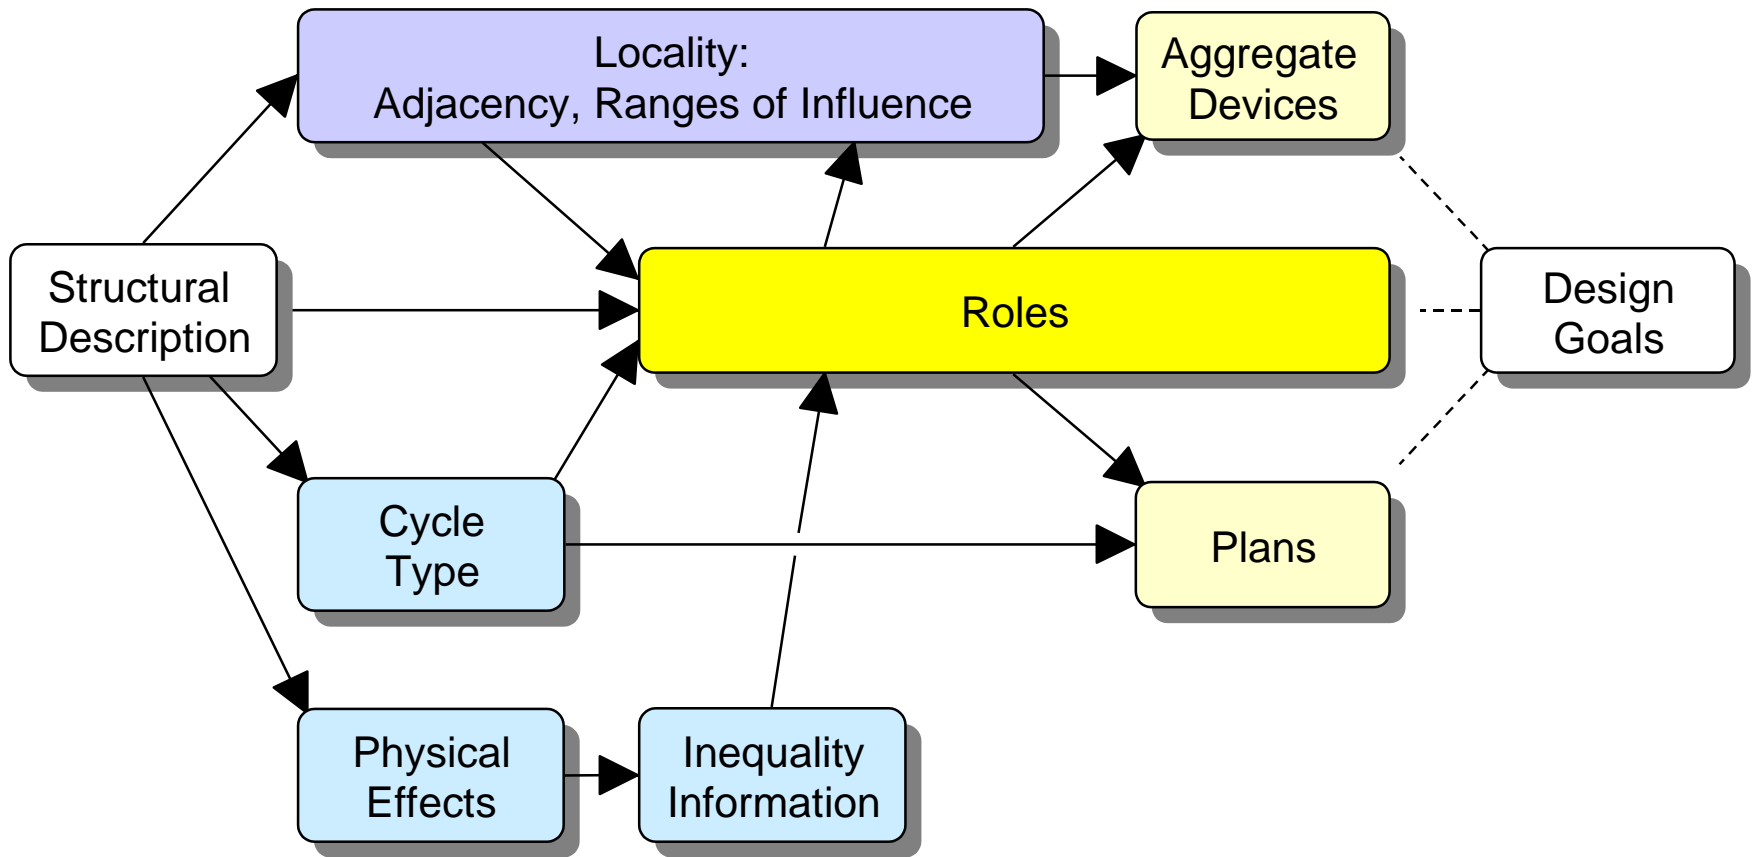 Locality:
Adjacency, Ranges of Influence
Aggregate
Devices
Structural
Description
Roles
Design
Goals
Cycle
Type
Plans
Physical
Effects
Inequality
Information